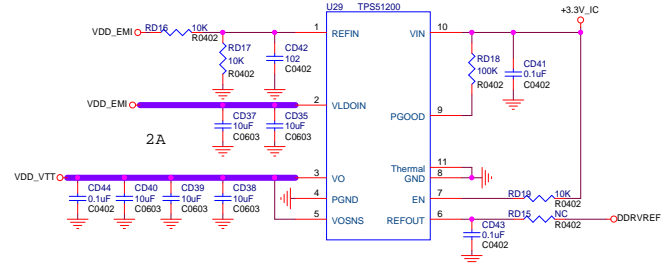 U29 TPS51200
+3.3V_IC
VDD_EMI RD16 10K R0402
1 REFIN VIN 10
RD17 10K R0402
CD42 102 C0402
RD18 100K R0402
CD41 0.1uF C0402
VDD_EMI
2 VLDOIN
PGOOD 9
CD37 10uF C0603
CD35 10uF C0603
2A
VDD_VTT
3 VO
Thermal 11
GND 8
CD44 0.1uF C0402
CD40 10uF C0603
CD39 10uF C0603
CD38 10uF C0603
4 PGND
EN 7
RD19 10K R0402
5 VOSNS
REFOUT 6
RD15 NC R0402
DDRVREF
CD43 0.1uF C0402